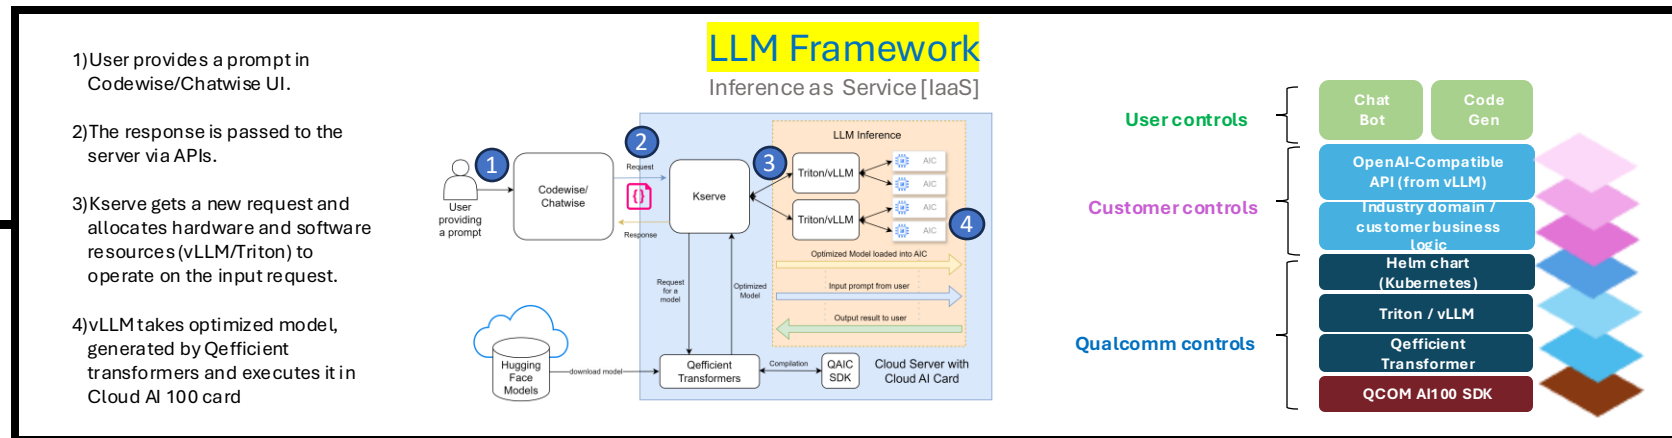 LLM Framework
Inference as Service [IaaS]
1)User provides a prompt in
Codewise/Chatwise UI.
2)The response is passed to the
server via APIs.
3)Kserve gets a new request and
allocates hardware and software
resources (vLLM/Triton) to
operate on the input request.
4)vLLM takes optimized model,
generated by Qefficient
transformers and executes it in
Cloud AI 100 card
1
User
providing
a prompt
Codewise/
Chatwise
2
Request
{}
Response
Kserve
3
LLM Inference
Triton/vLLM
AIC
AIC
Triton/vLLM
AIC
AIC
4
Optimized Model loaded into AIC
Input prompt from user
Output result to user
Request
for a
model
Optimized
Model
Hugging
Face
Models
download model
Qefficient
Transformers
Compilation
QAIC
SDK
Cloud Server with
Cloud AI Card
User controls
Chat
Bot
Code
Gen
Customer controls
OpenAI-Compatible
API (from vLLM)
Industry domain /
customer business
logic
Qualcomm controls
Helm chart
(Kubernetes)
Triton / vLLM
Qefficient
Transformer
QCOM AI100 SDK